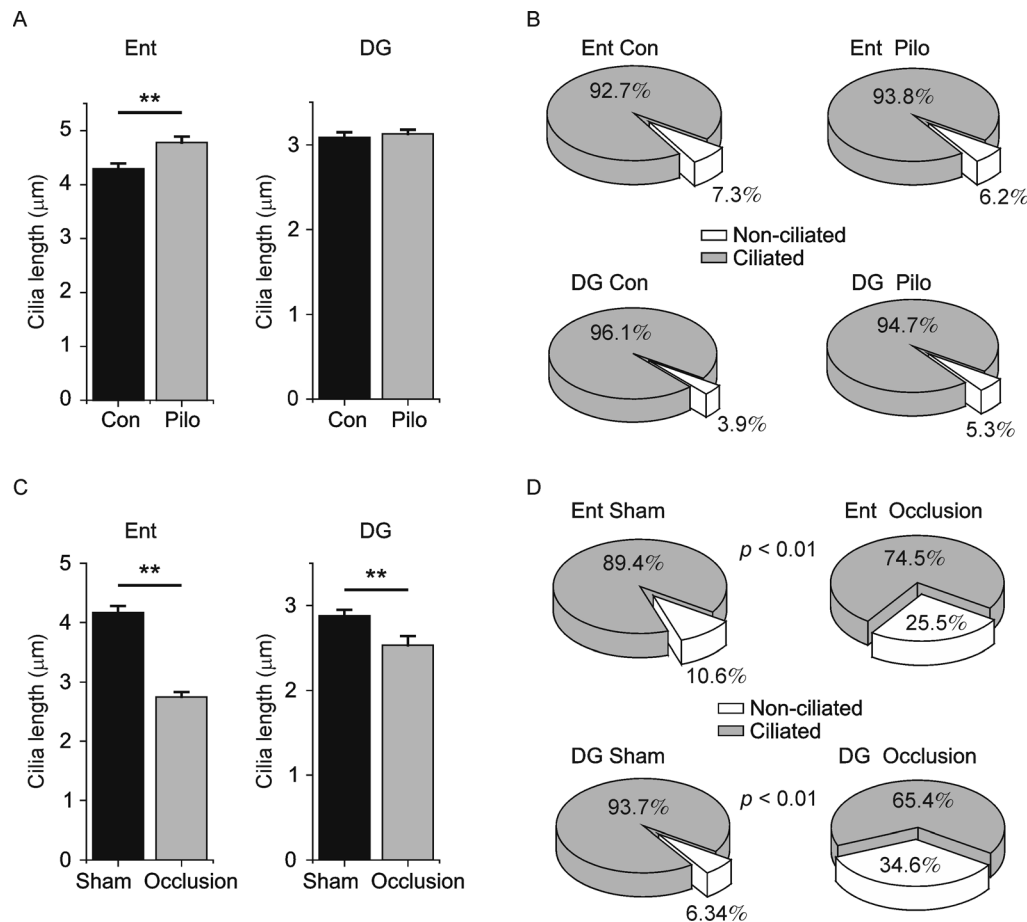 A
Ent
DG
Cilia length (μm)
5
4
3
2
1
0
**
Con
Pilo
Cilia length (μm)
3
2
1
0
Con
Pilo
B
Ent Con
Ent Pilo
92.7%
7.3%
93.8%
6.2%
Non-ciliated
Ciliated
DG Con
DG Pilo
96.1%
3.9%
94.7%
5.3%
C
Ent
DG
Cilia length (μm)
5
4
3
2
1
0
**
Sham
Occlusion
Cilia length (μm)
3
2
1
0
**
Sham
Occlusion
D
Ent Sham
Ent Occlusion
p < 0.01
89.4%
10.6%
74.5%
25.5%
Non-ciliated
Ciliated
DG Sham
DG Occlusion
p < 0.01
93.7%
6.34%
65.4%
34.6%